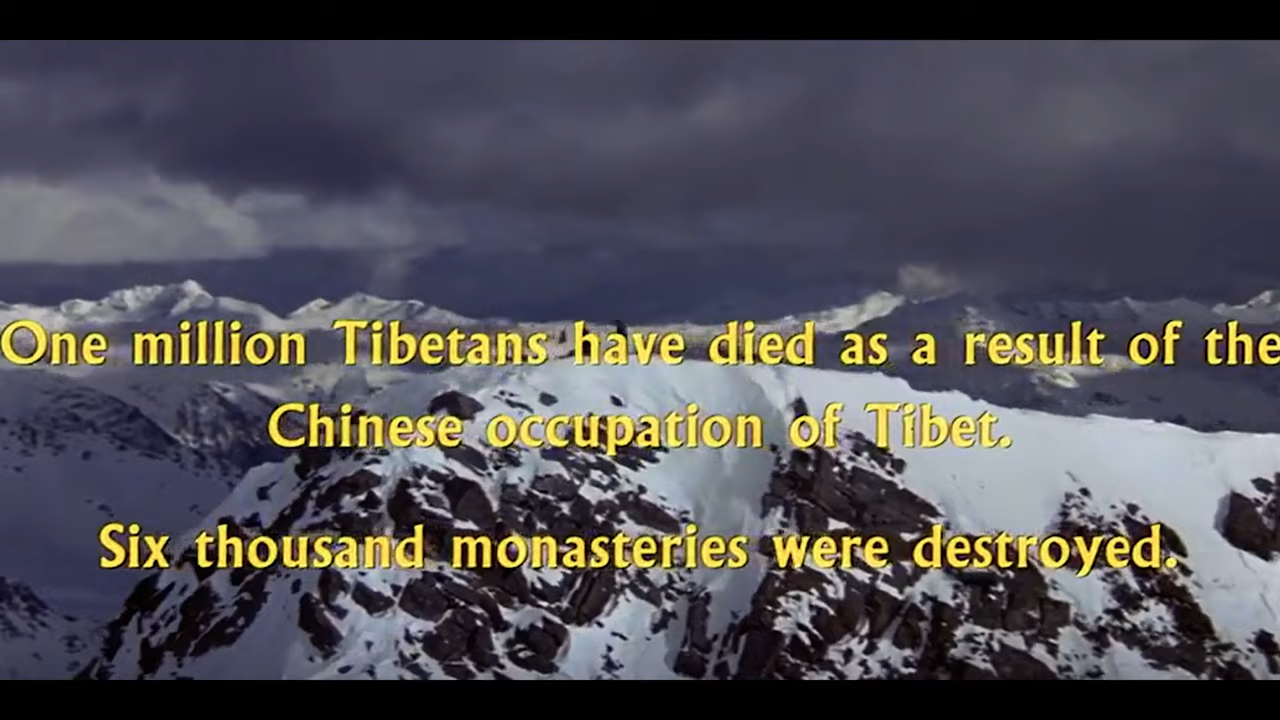 One million Tibetans have died as a result of the
Chinese occupation of Tibet.
Six thousand monasteries were destroyed.